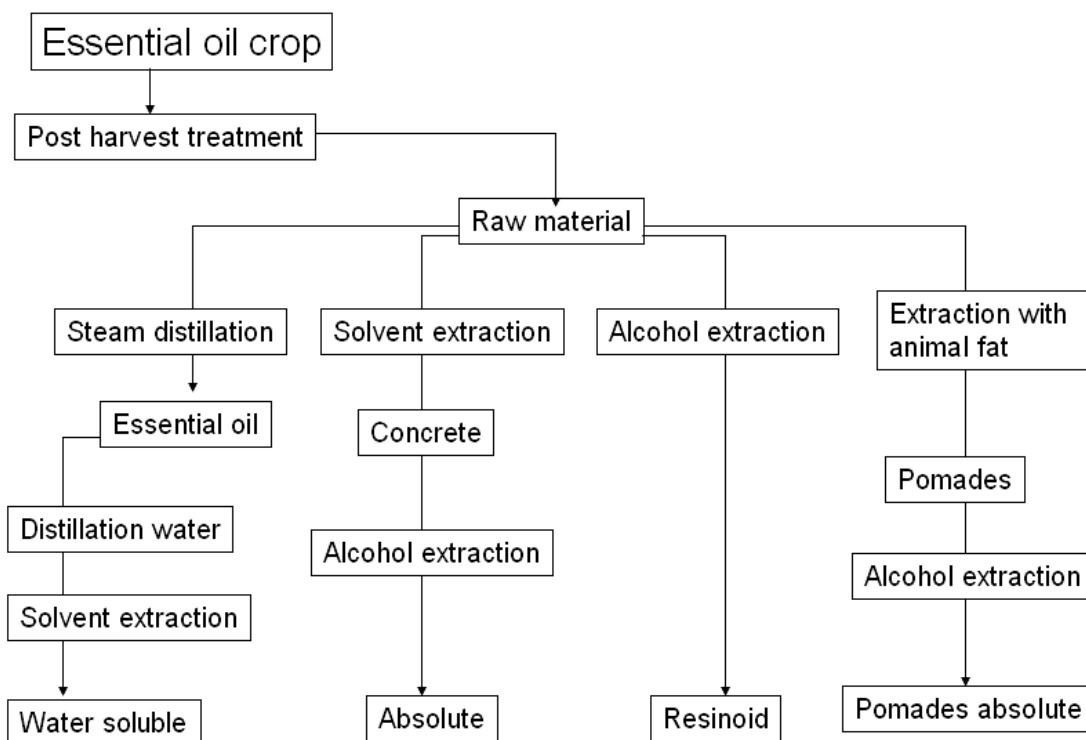 Essential oil crop
Post harvest treatment
Raw material
Steam distillation
Solvent extraction
Alcohol extraction
Extraction with
animal fat
Essential oil
Concrete
Pomades
Distillation water
Alcohol extraction
Alcohol extraction
Solvent extraction
Water soluble
Absolute
Resinoid
Pomades absolute